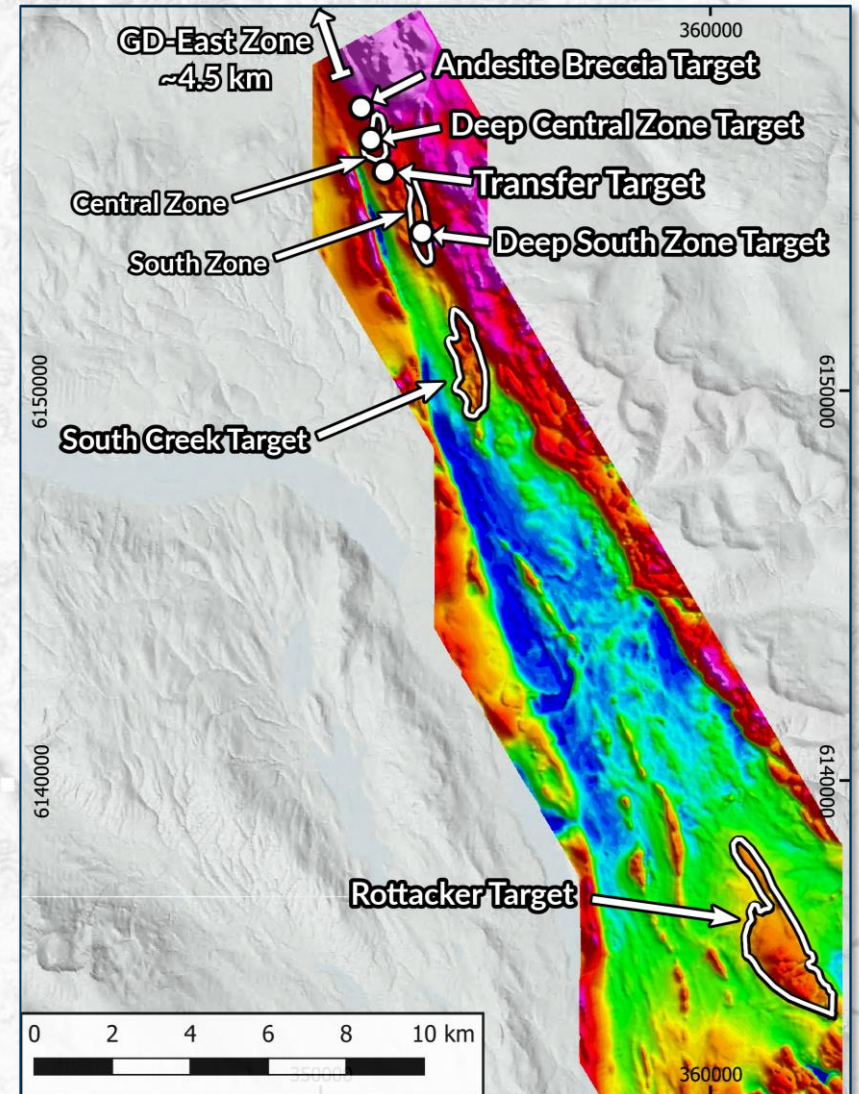 360000
GD-East Zone
~4.5 km
Andesite Breccia Target
Deep Central Zone Target
Transfer Target
Central Zone
Deep South Zone Target
South Zone
6150000
6150000
South Creek Target
6140000
6140000
Rottacker Target
0 2 4 6 8 10 km
350000
360000